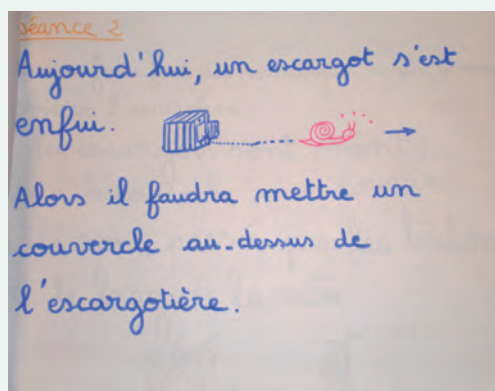 Séance 2
Aujourd'hui, un escargot s'est
enfui.
Alors il faudra mettre un
couvercle au-dessus de
l'escargotière.